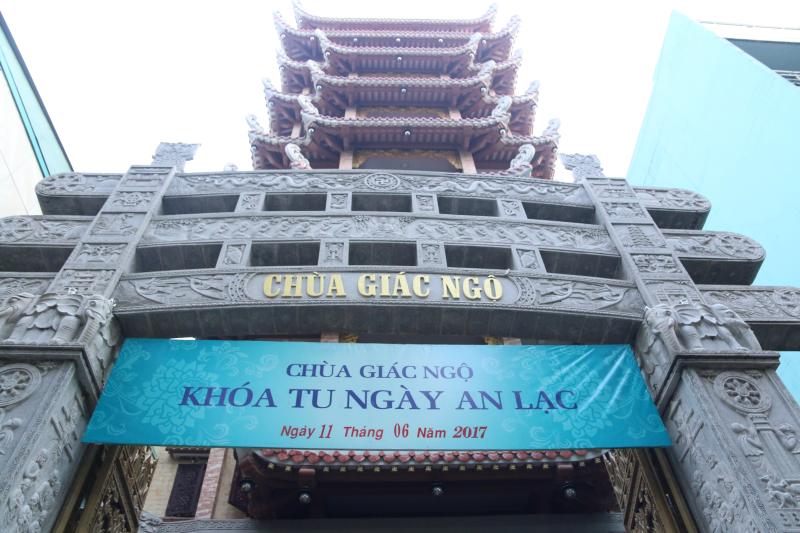 CHÙA GIÁC NGỘ
CHÙA GIÁC NGỘ
KHÓA TU NGÀY AN LẠC
Ngày 11 Tháng 06 Năm 2017